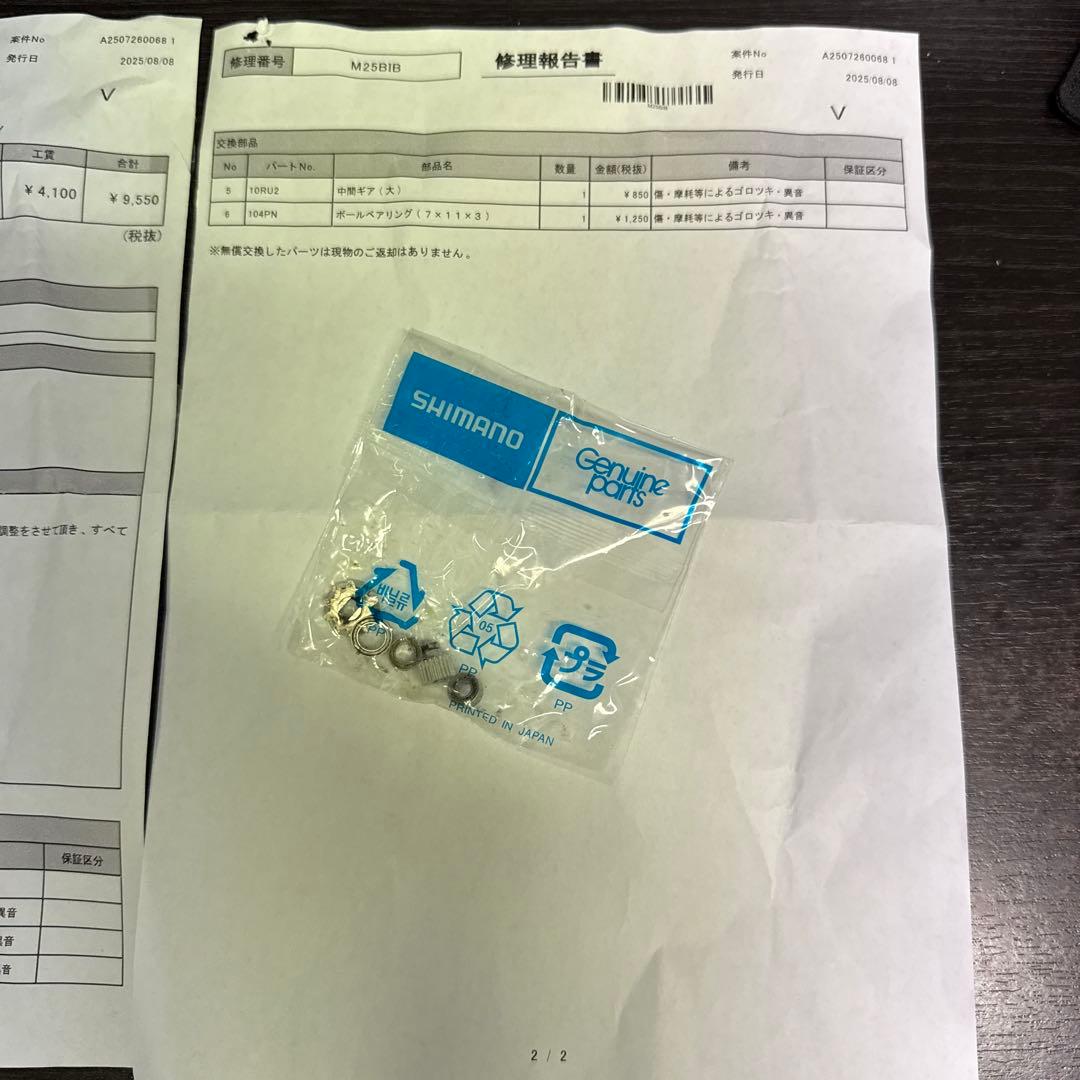 案件No A2507260068 1
発行日 2025/08/08
V
工賃 合計
¥4,100 ¥9,550
(税抜)
調整をさせて頂き、すべて
保証区分
異音
異音
音
修理番号 M25BIB
修理報告書
案件No A2507260068 1
発行日 2025/08/08
M25BIB
V
交換部品
No パートNo. 部品名 数量 金額(税抜) 備考 保証区分
5 10RU2 中間ギア(大) 1 ¥850 傷・摩耗等によるゴロツキ・異音
6 104PN ボールベアリング(7×11×3) 1 ¥1,250 傷・摩耗等によるゴロツキ・異音
※無償交換したパーツは現物のご返却はありません。
SHIMANO
Genuine
parts
비닐류
PP
05
PP
プラ
PP
PRINTED IN JAPAN
2 / 2